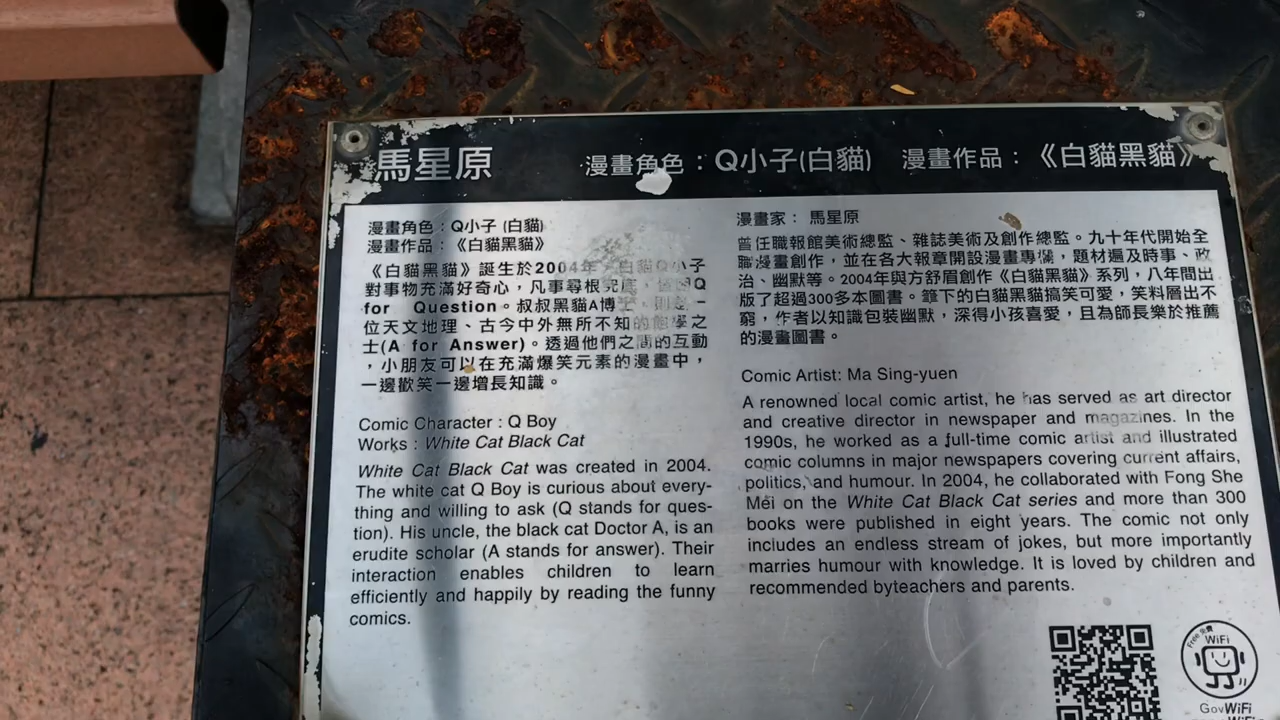 馬星原 漫畫角色：Q小子(白貓) 漫畫作品：《白貓黑貓》
漫畫角色：Q小子 (白貓)
漫畫作品：《白貓黑貓》
《白貓黑貓》誕生於2004年 白貓Q小子
對事物充滿好奇心，凡事尋根究底， Q
for Question。叔叔黑貓A博士，則是一
位天文地理、古今中外無所不知的 學之
士(A for Answer)。透過他們之間的互動
，小朋友可以在充滿爆笑元素的漫畫中，
一邊歡笑一邊增長知識。
Comic Character : Q Boy
Works : White Cat Black Cat
White Cat Black Cat was created in 2004.
The white cat Q Boy is curious about every-
thing and willing to ask (Q stands for ques-
tion). His uncle, the black cat Doctor A, is an
erudite scholar (A stands for answer). Their
interaction enables children to learn
efficiently and happily by reading the funny
comics.
漫畫家： 馬星原
曾任職報館美術總監、雜誌美術及創作總監。九十年代開始全
職漫畫創作，並在各大報章開設漫畫專欄，題材遍及時事、政
治、幽默等。2004年與方舒眉創作《白貓黑貓》系列，八年間出
版了超過300多本圖書。筆下的白貓黑貓搞笑可愛，笑料層出不
窮，作者以知識包裝幽默，深得小孩喜愛，且為師長樂於推薦
的漫畫圖書。
Comic Artist: Ma Sing-yuen
A renowned local comic artist, he has served as art director
and creative director in newspaper and magazines. In the
1990s, he worked as a full-time comic artist and illustrated
comic columns in major newspapers covering current affairs,
politics, and humour. In 2004, he collaborated with Fong She
Mei on the White Cat Black Cat series and more than 300
books were published in eight years. The comic not only
includes an endless stream of jokes, but more importantly
marries humour with knowledge. It is loved by children and
recommended byteachers and parents.
Free 免費
WiFi
GovWiFi